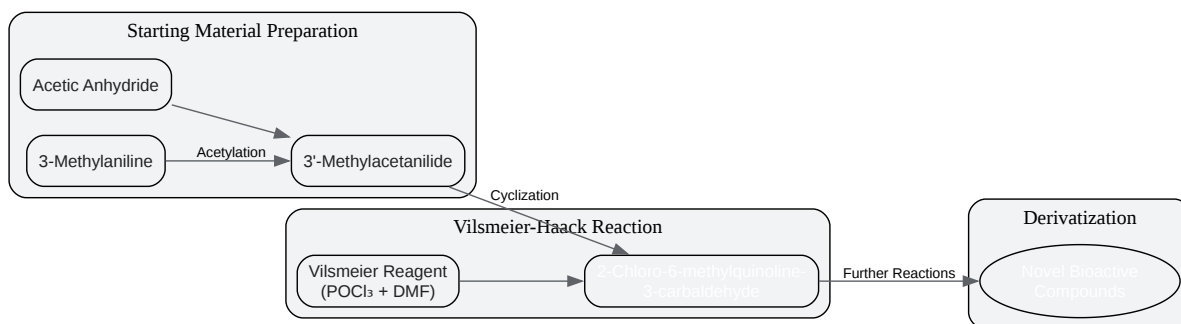 Starting Material Preparation
Acetic Anhydride
3-Methylaniline
Acetylation
3'-Methylacetanilide
Cyclization
Vilsmeier-Haack Reaction
Vilsmeier Reagent
(POCl₃ + DMF)
2-Chloro-6-methylquinoline-
3-carbaldehyde
Further Reactions
Derivatization
Novel Bioactive
Compounds